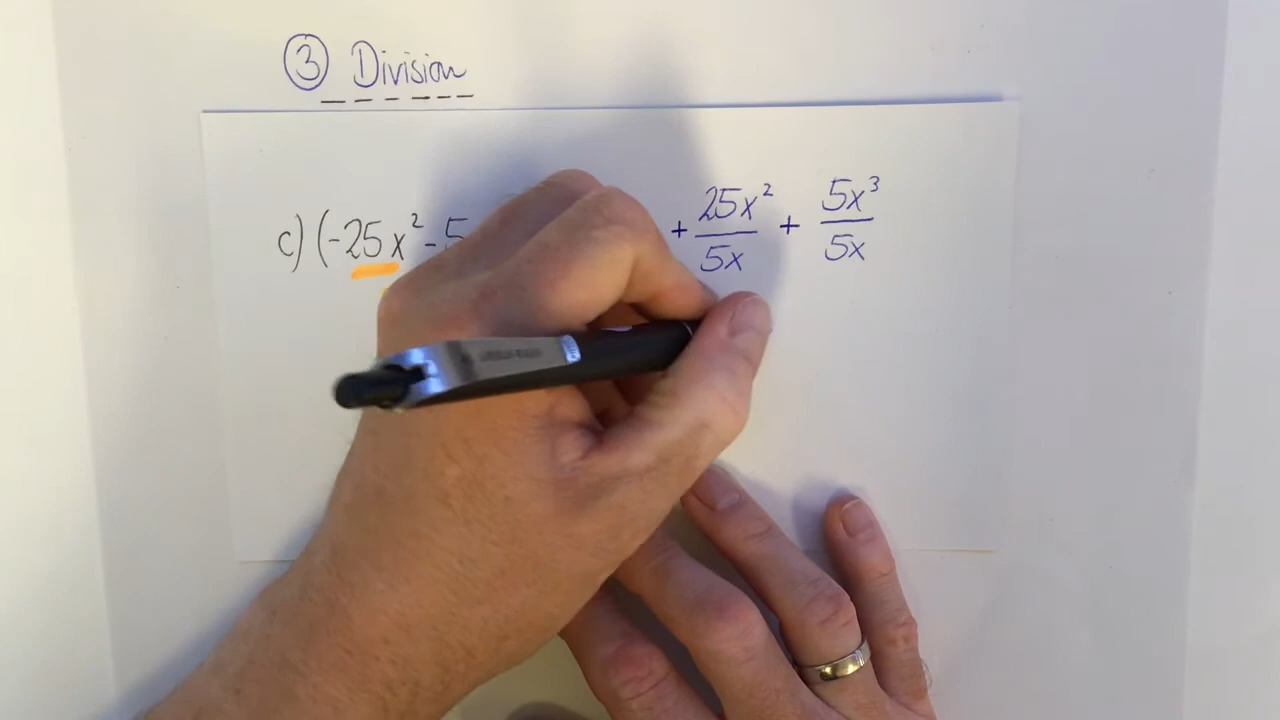 ③ Division
c) (-25x² - 5 + 25x²/5x + 5x³/5x